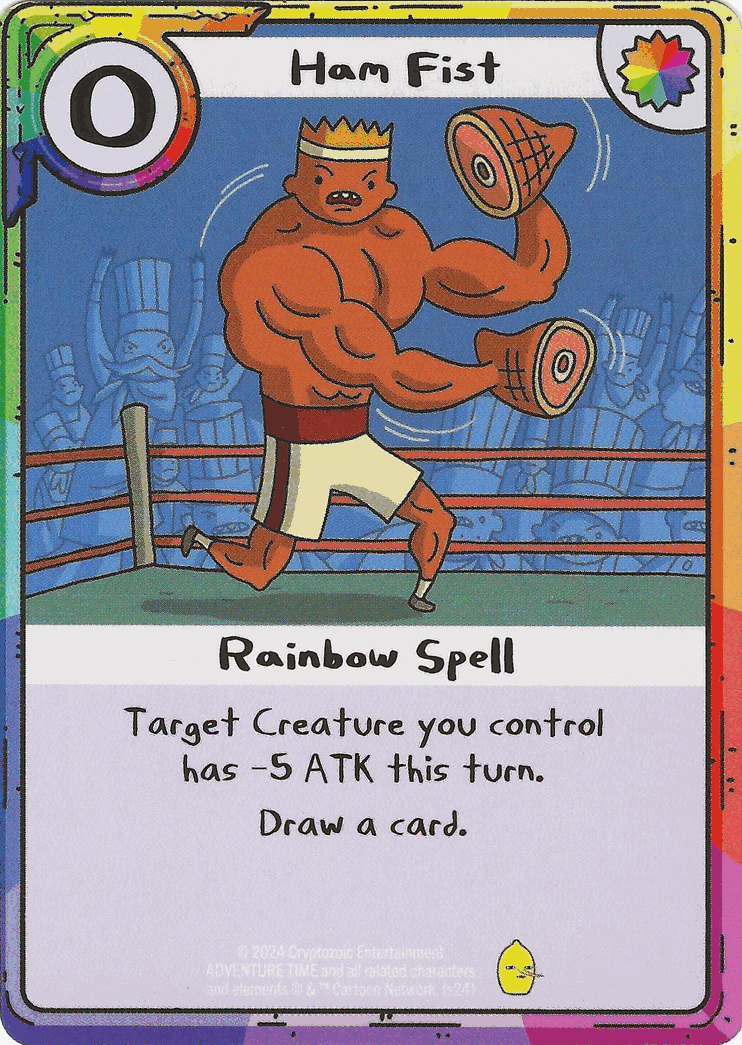 0
Ham Fist
Rainbow Spell
Target Creature you control
has -5 ATK this turn.
Draw a card.
© 2024 Cryptozoic Entertainment
ADVENTURE TIME and all related characters
and elements © & ™ Cartoon Network. (s24)